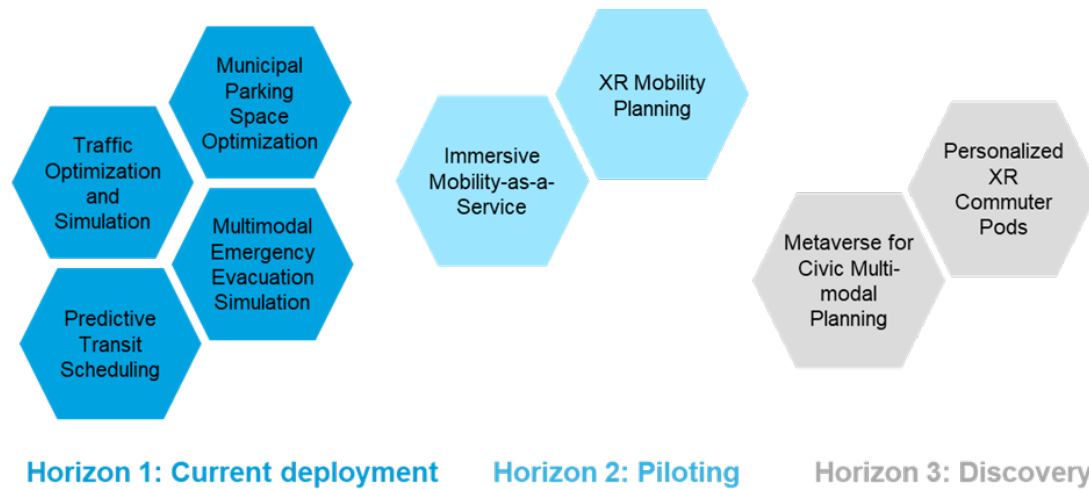 Municipal
Parking
Space
Optimization
Traffic
Optimization
and
Simulation
Multimodal
Emergency
Evacuation
Simulation
Predictive
Transit
Scheduling
XR Mobility
Planning
Immersive
Mobility-as-a-
Service
Personalized
XR
Commuter
Pods
Metaverse for
Civic Multi-
modal
Planning
Horizon 1: Current deployment
Horizon 2: Piloting
Horizon 3: Discovery